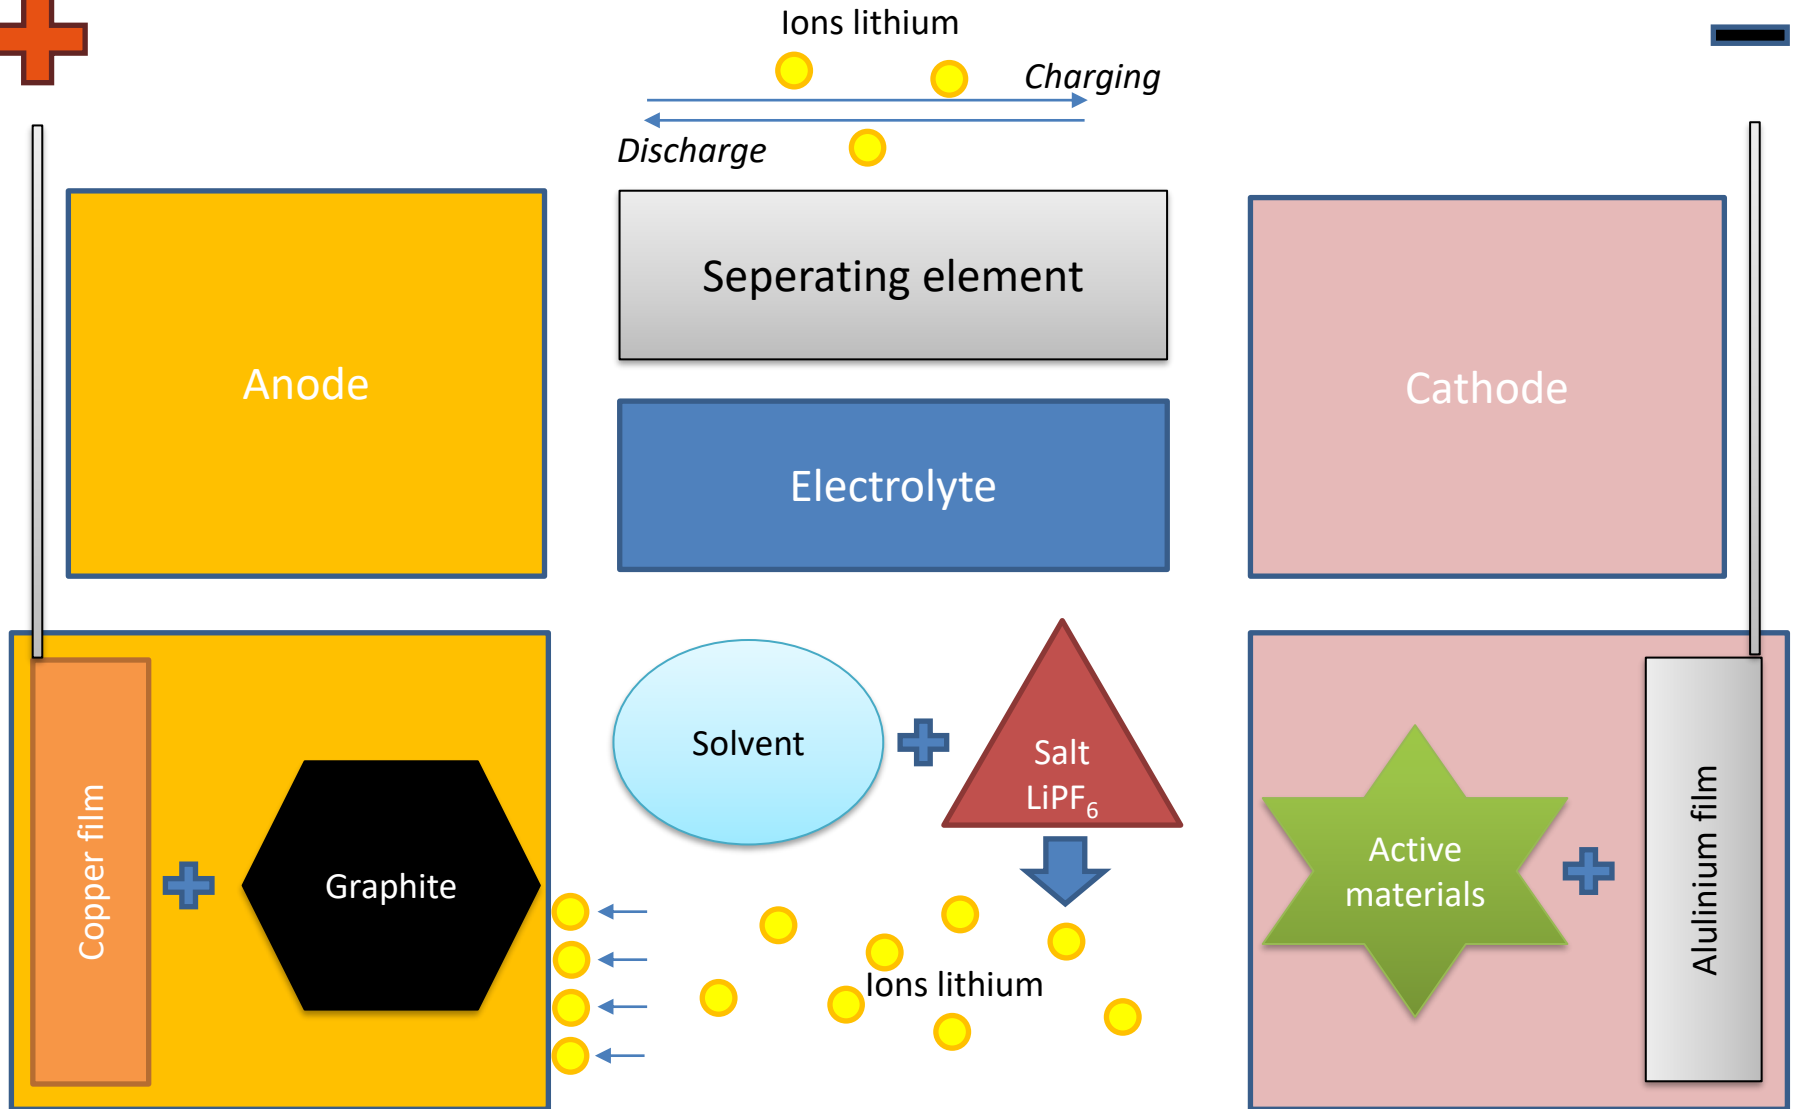 Ions lithium
Charging
Discharge
Seperating element
Anode
Cathode
Electrolyte
Solvent
Salt
LiPF₆
Copper film
Graphite
Active
materials
Alulinium film
Ions lithium